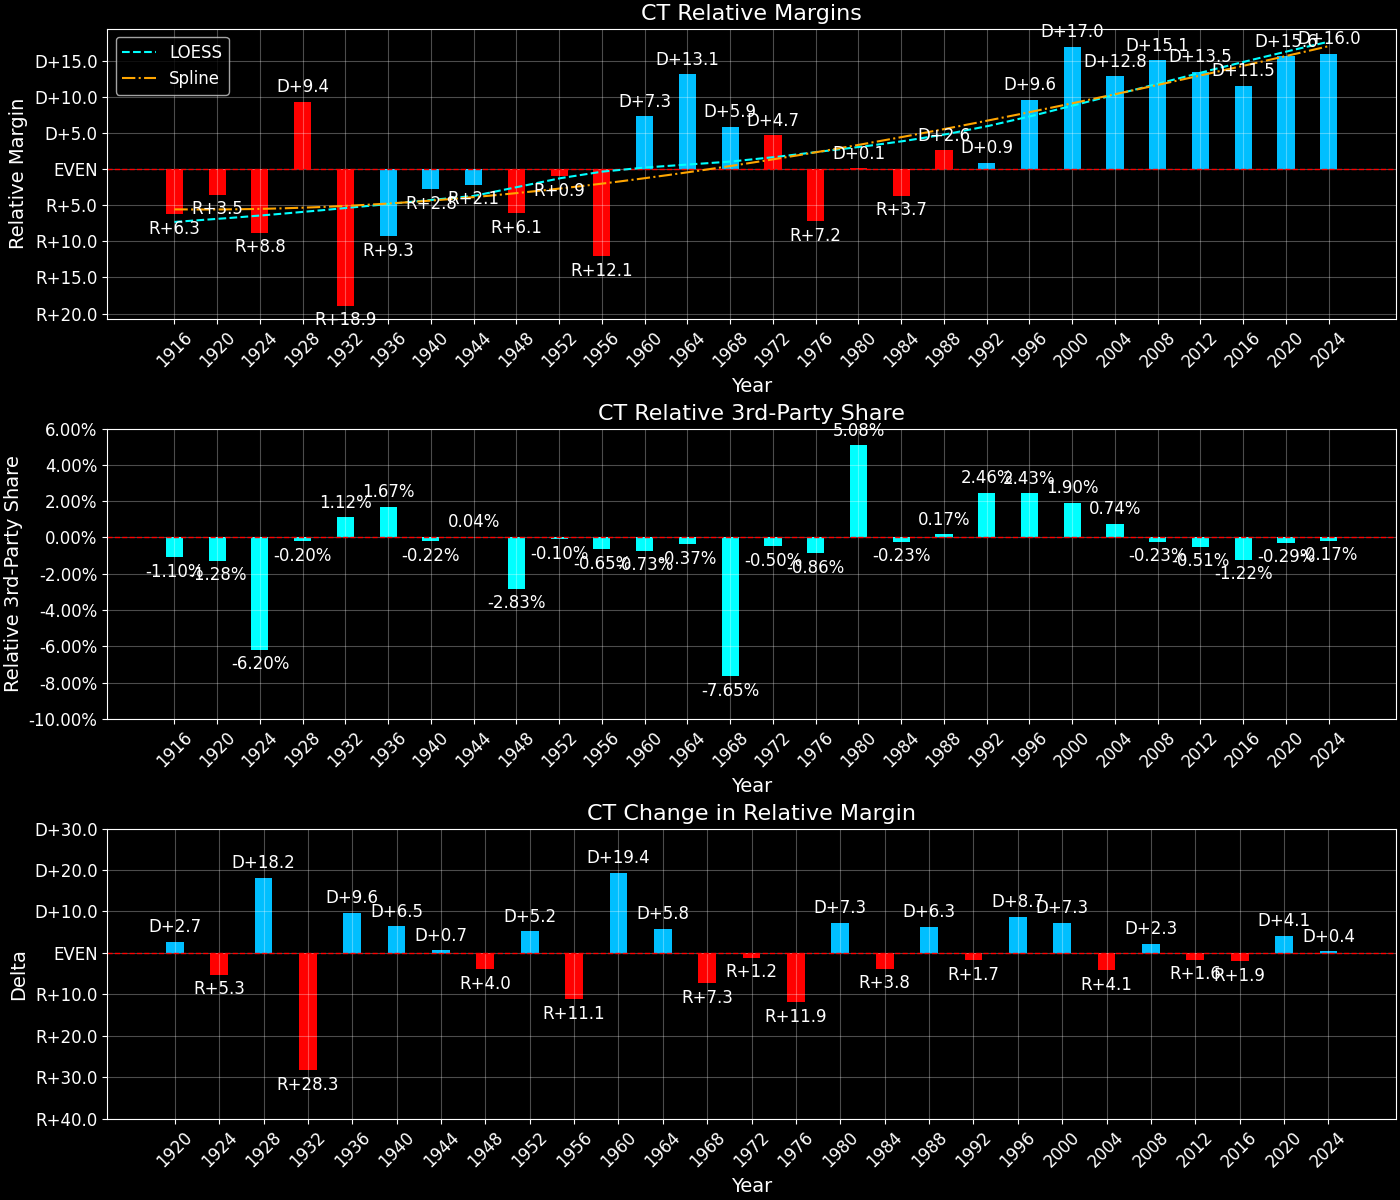 CT Relative Margins
LOESS
Spline
Relative Margin
D+15.0
D+10.0
D+5.0
EVEN
R+5.0
R+10.0
R+15.0
R+20.0
R+6.3
R+3.5
R+8.8
D+9.4
R+18.9
R+9.3
R+2.8
R+2.1
R+6.1
R+0.9
R+12.1
D+7.3
D+13.1
D+5.9
D+4.7
R+7.2
D+0.1
R+3.7
D+2.6
D+0.9
D+9.6
D+17.0
D+12.8
D+15.1
D+13.5
D+11.5
D+15.6
D+16.0
1916 1920 1924 1928 1932 1936 1940 1944 1948 1952 1956 1960 1964 1968 1972 1976 1980 1984 1988 1992 1996 2000 2004 2008 2012 2016 2020 2024
Year
CT Relative 3rd-Party Share
Relative 3rd-Party Share
6.00%
4.00%
2.00%
0.00%
-2.00%
-4.00%
-6.00%
-8.00%
-10.00%
-1.10%
-1.28%
-6.20%
-0.20%
1.12%
1.67%
-0.22%
0.04%
-2.83%
-0.10%
-0.65%
-0.73%
-0.37%
-7.65%
-0.50%
-0.86%
5.08%
-0.23%
0.17%
2.46%
2.43%
1.90%
0.74%
-0.23%
-0.51%
-1.22%
-0.29%
-0.17%
1916 1920 1924 1928 1932 1936 1940 1944 1948 1952 1956 1960 1964 1968 1972 1976 1980 1984 1988 1992 1996 2000 2004 2008 2012 2016 2020 2024
Year
CT Change in Relative Margin
Delta
D+30.0
D+20.0
D+10.0
EVEN
R+10.0
R+20.0
R+30.0
R+40.0
D+2.7
R+5.3
D+18.2
R+28.3
D+9.6
D+6.5
D+0.7
R+4.0
D+5.2
R+11.1
D+19.4
D+5.8
R+7.3
R+1.2
R+11.9
D+7.3
R+3.8
D+6.3
R+1.7
D+8.7
D+7.3
R+4.1
D+2.3
R+1.6
R+1.9
D+4.1
D+0.4
1920 1924 1928 1932 1936 1940 1944 1948 1952 1956 1960 1964 1968 1972 1976 1980 1984 1988 1992 1996 2000 2004 2008 2012 2016 2020 2024
Year